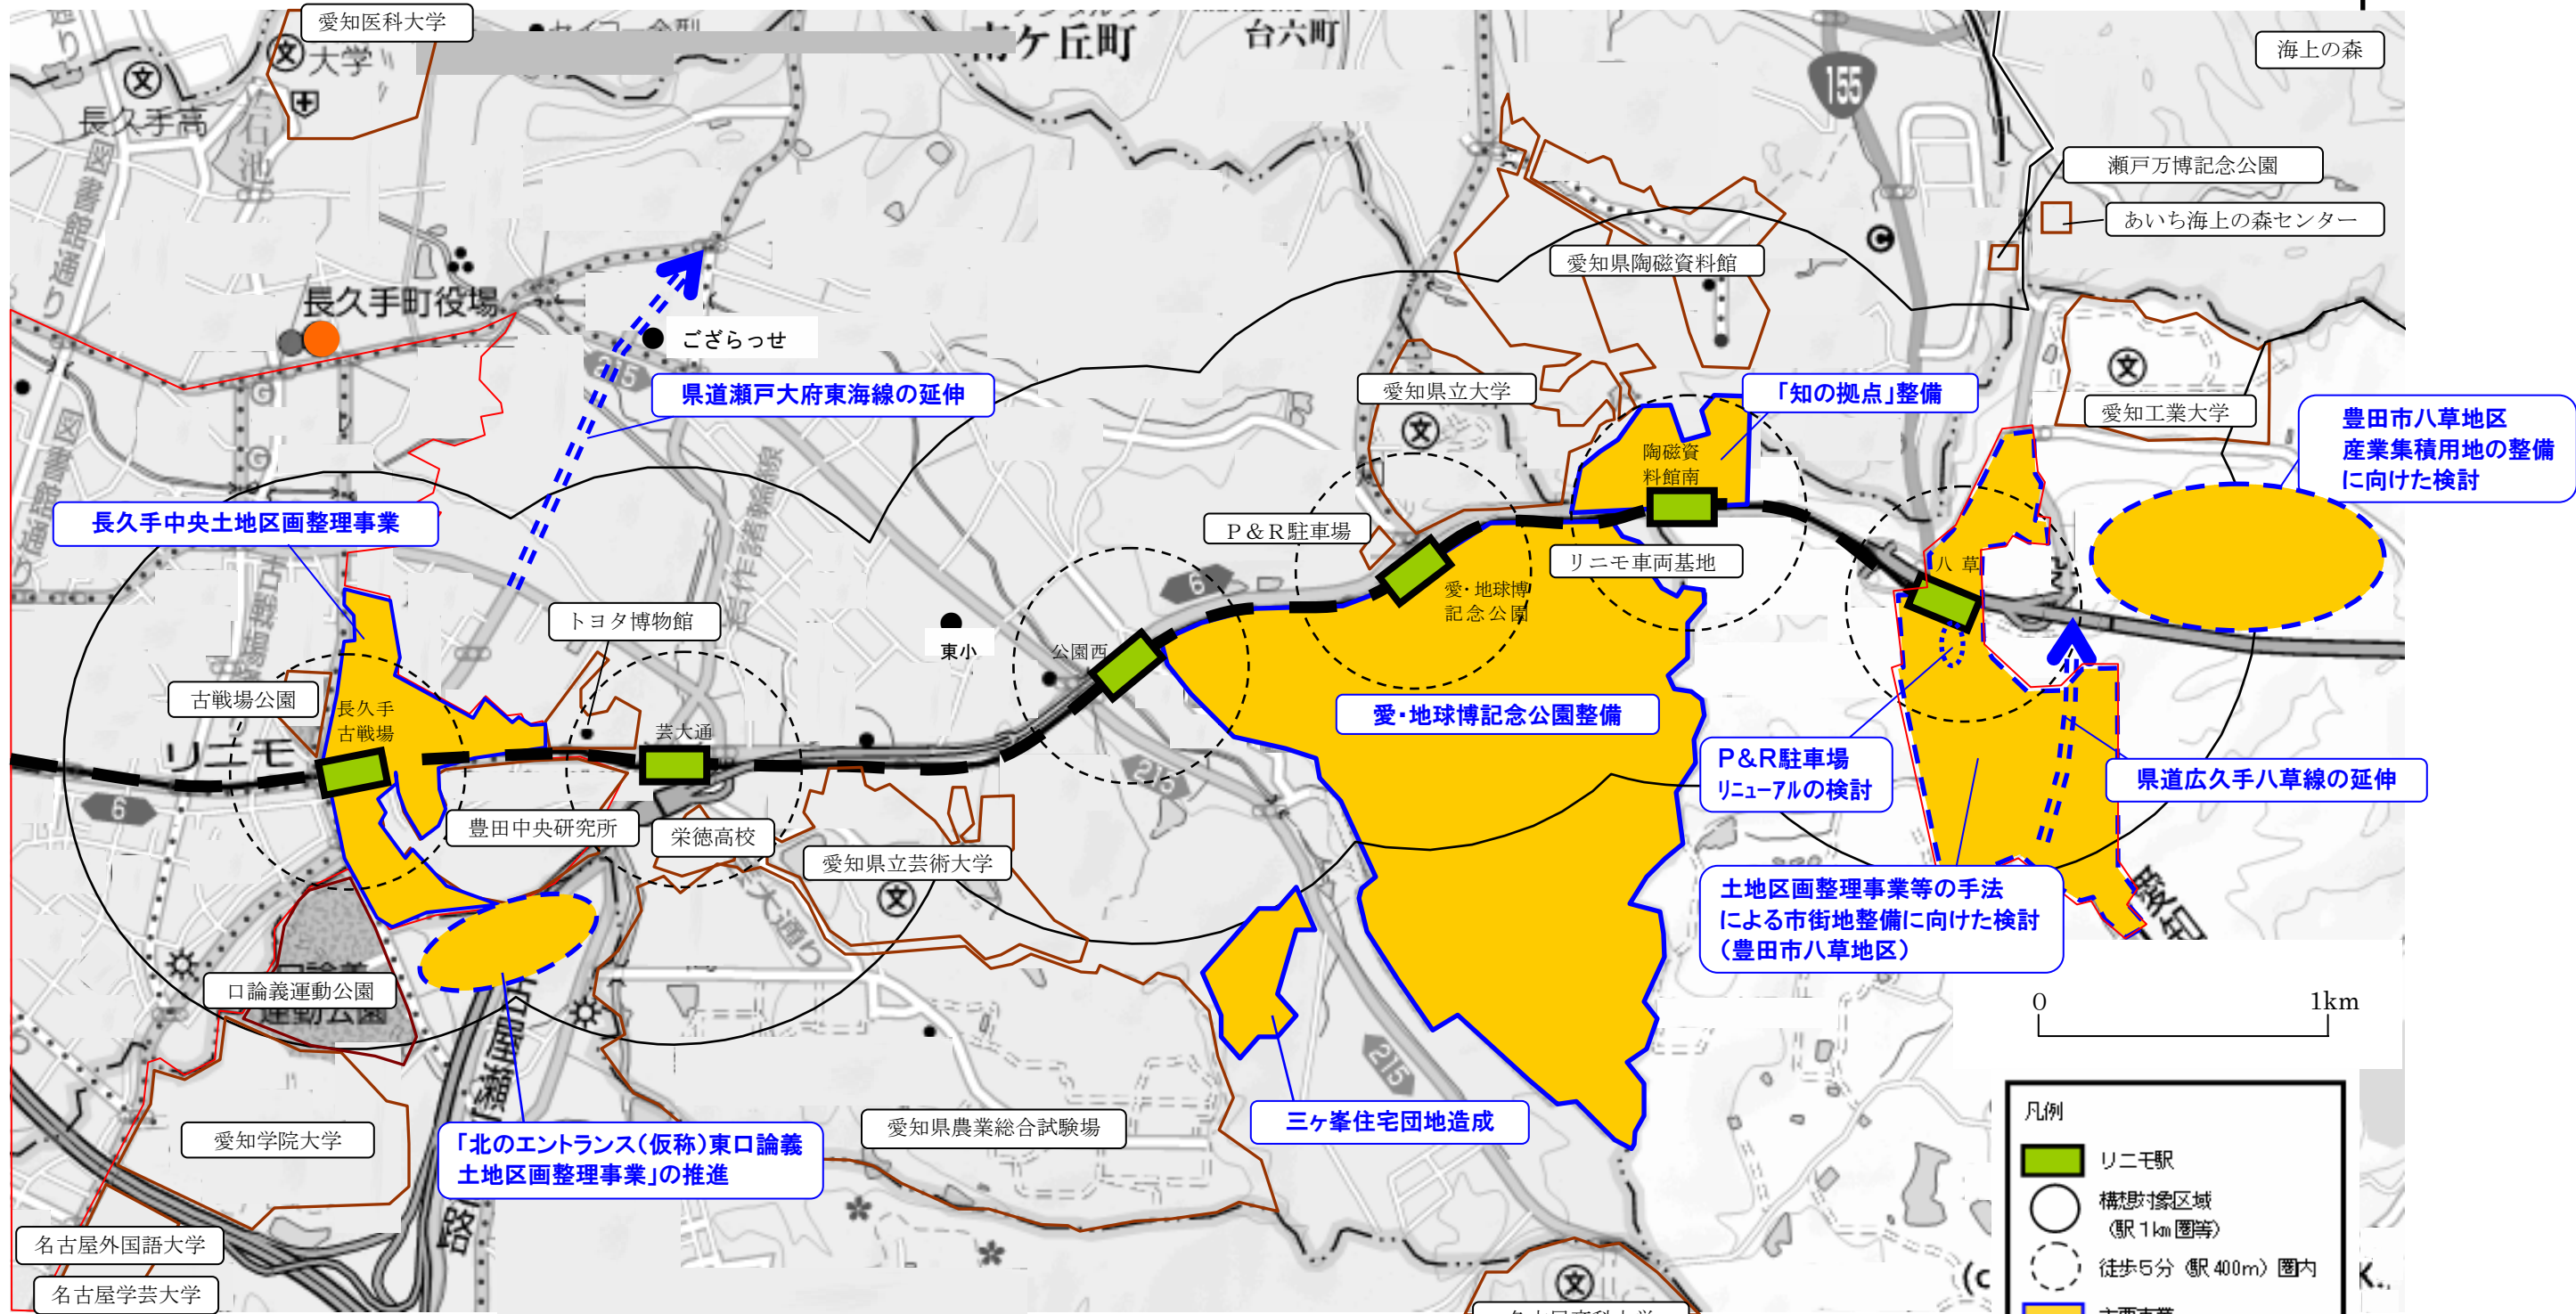 愛知医科大学
大学
長久手高
台六町
155
海上の森
瀬戸万博記念公園
あいち海上の森センター
愛知県陶磁資料館
長久手町役場
ござらっせ
県道瀬戸大府東海線の延伸
愛知県立大学
「知の拠点」整備
愛知工業大学
豊田市八草地区
産業集積用地の整備
に向けた検討
陶磁資
料館南
長久手中央土地区画整理事業
P&R駐車場
リニモ車両基地
八草
6
愛・地球博
記念公園
トヨタ博物館
東小
公園西
古戦場公園
長久手
古戦場
芸大通
リニモ
愛・地球博記念公園整備
P&R駐車場
リニューアルの検討
県道広久手八草線の延伸
6
215
豊田中央研究所
栄徳高校
愛知県立芸術大学
土地区画整理事業等の手法
による市街地整備に向けた検討
(豊田市八草地区)
口論義運動公園
運動公園
0
1km
215
愛知学院大学
「北のエントランス(仮称)東口論義
土地区画整理事業」の推進
愛知県農業総合試験場
三ヶ峯住宅団地造成
凡例
リニモ駅
構想対象区域
(駅1km圏等)
徒歩5分(駅400m)圏内
名古屋外国語大学
名古屋学芸大学